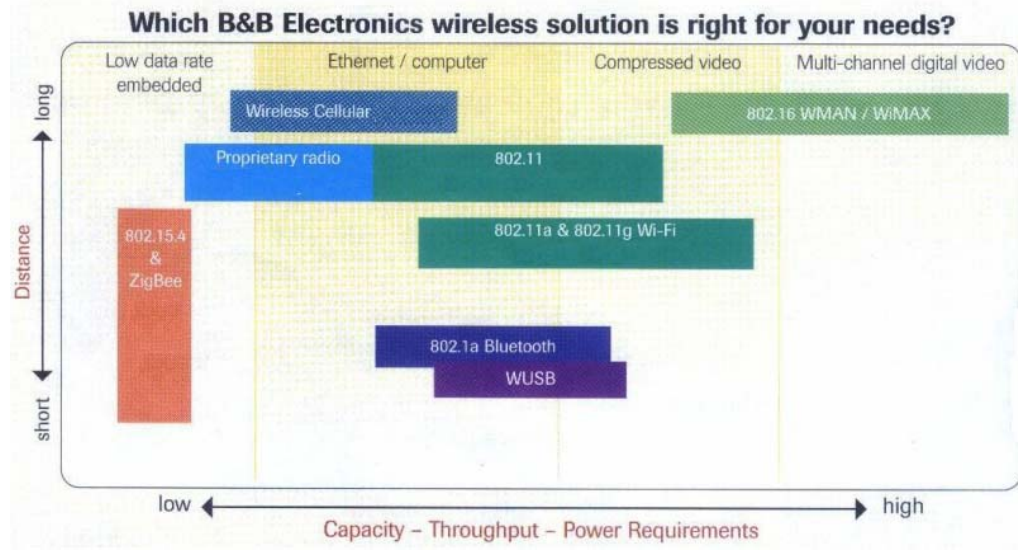 Which B&B Electronics wireless solution is right for your needs?
Low data rate
embedded
Ethernet / computer
Compressed video
Multi-channel digital video
long
Wireless Cellular
802.16 WMAN / WiMAX
Proprietary radio
802.11
802.15.4
&
ZigBee
802.11a & 802.11g Wi-Fi
Distance
802.1a Bluetooth
WUSB
short
low
high
Capacity – Throughput – Power Requirements